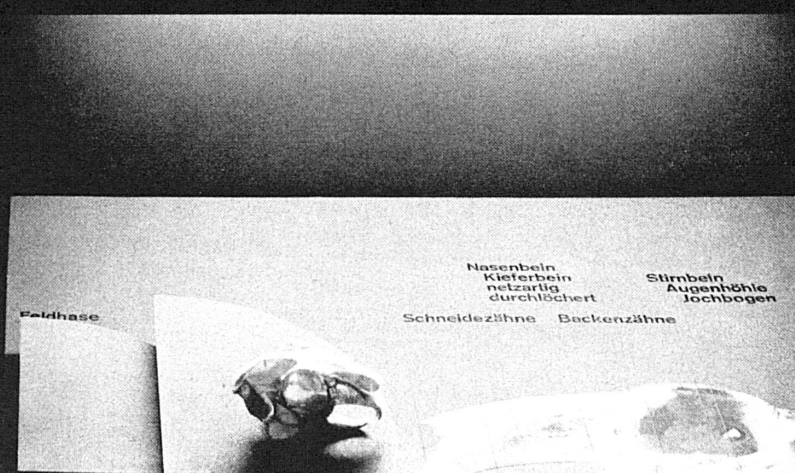 Nasenbein
Kieferbein
netzartig
durchlöchert
Stirnbein
Augenhöhle
Jochbogen
Feldhase
Schneidezähne Backenzähne